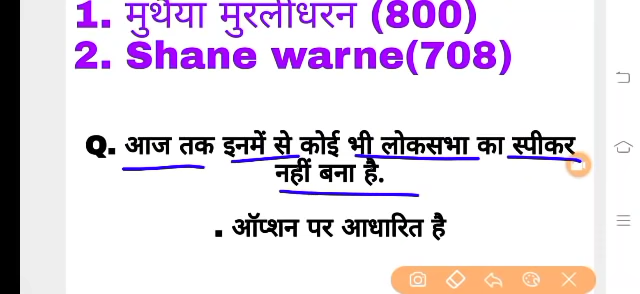 1. मुथैया मुरलीधरन (800)
2. Shane warne(708)
Q. आज तक इनमें से कोई भी लोकसभा का स्पीकर
नहीं बना है.
. ऑप्शन पर आधारित है